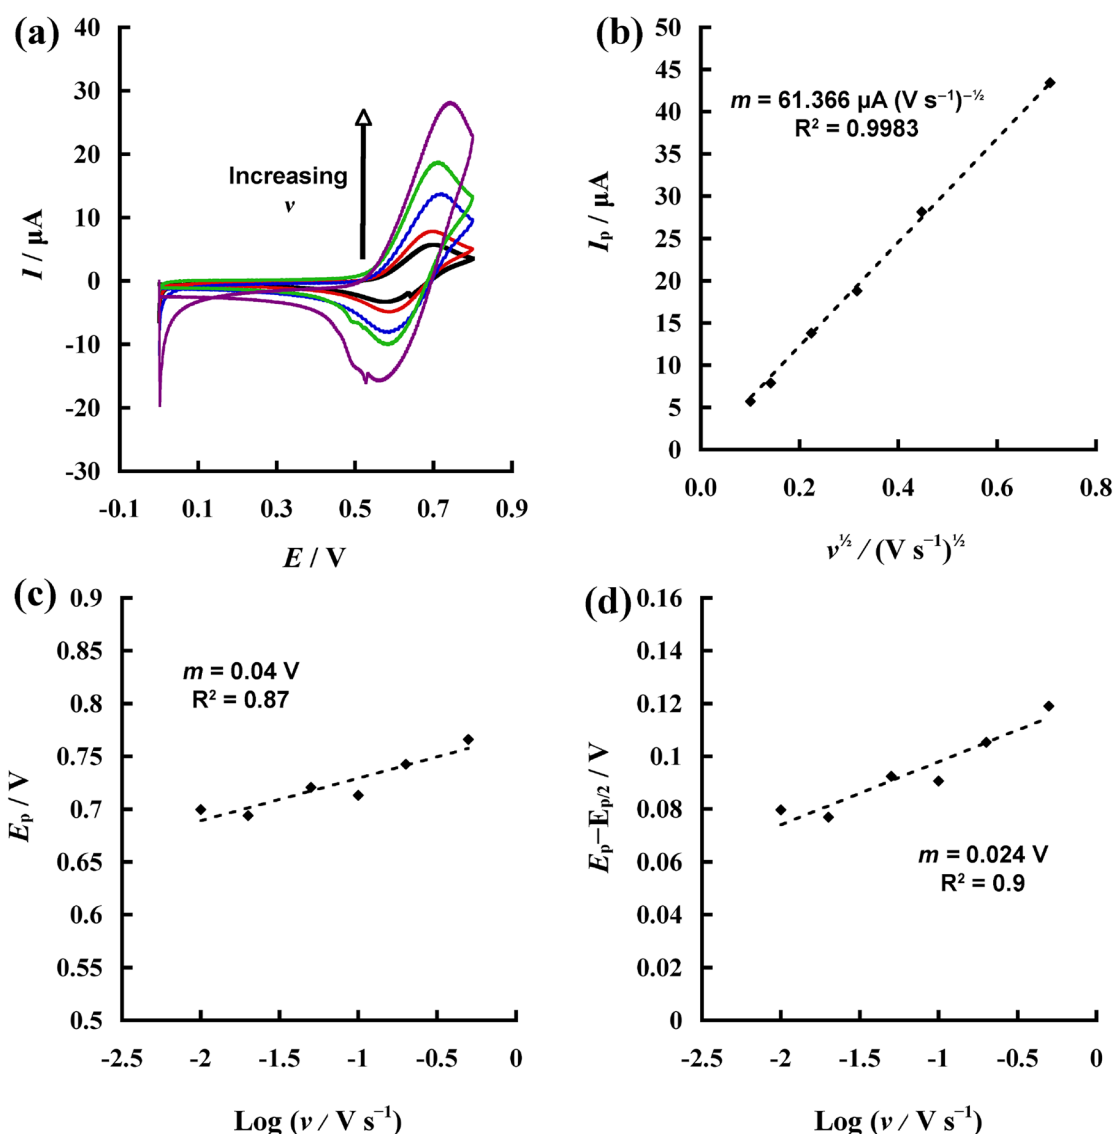 (a)
40
30
20
10
0
-10
-20
-30
I / µA
Increasing
v
-0.1 0.1 0.3 0.5 0.7 0.9
E / V
(b)
50
45
40
35
30
25
20
15
10
5
0
Iₚ / µA
m = 61.366 µA (V s⁻¹)⁻½
R² = 0.9983
0.0 0.2 0.4 0.6 0.8
v½ / (V s⁻¹)½
(c)
0.9
0.85
0.8
0.75
0.7
0.65
0.6
0.55
0.5
Eₚ / V
m = 0.04 V
R² = 0.87
-2.5 -2 -1.5 -1 -0.5 0
Log (v / V s⁻¹)
(d)
0.16
0.14
0.12
0.1
0.08
0.06
0.04
0.02
0
Eₚ–Eₚ/₂ / V
m = 0.024 V
R² = 0.9
-2.5 -2 -1.5 -1 -0.5 0
Log (v / V s⁻¹)